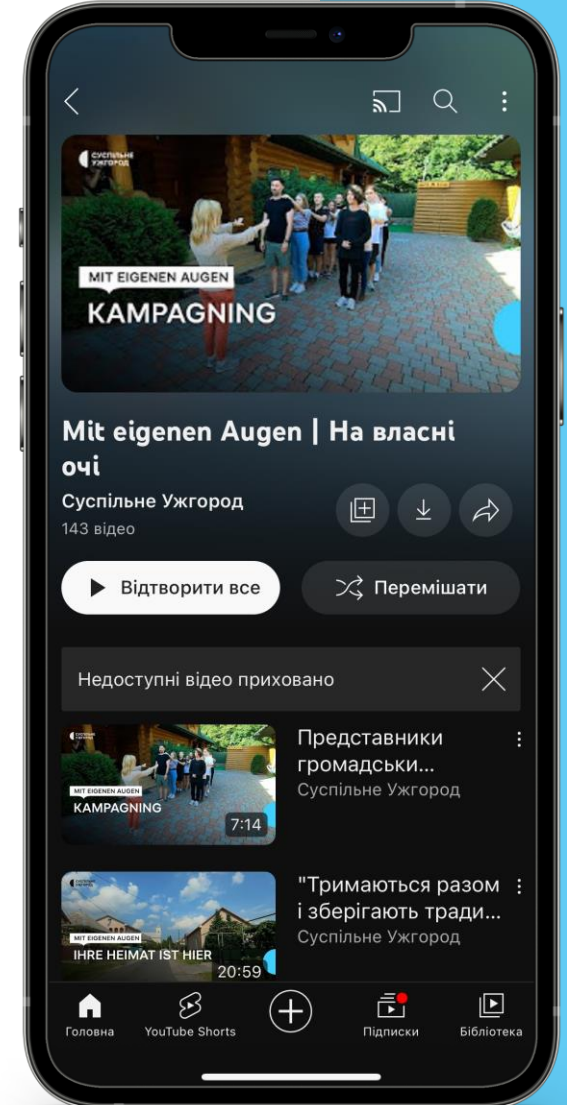 СУСПІЛЬНЕ
УЖГОРОД
MIT EIGENEN AUGEN
KAMPAGNING
Mit eigenen Augen | На власні
очі
Суспільне Ужгород
143 відео
Відтворити все
Перемішати
Недоступні відео приховано
MIT EIGENEN AUGEN
KAMPAGNING
7:14
Представники
громадськи...
Суспільне Ужгород
MIT EIGENEN AUGEN
IHRE HEIMAT IST HIER
20:59
"Тримаються разом
і зберігають тради...
Суспільне Ужгород
Головна
YouTube Shorts
Підписки
Бібліотека